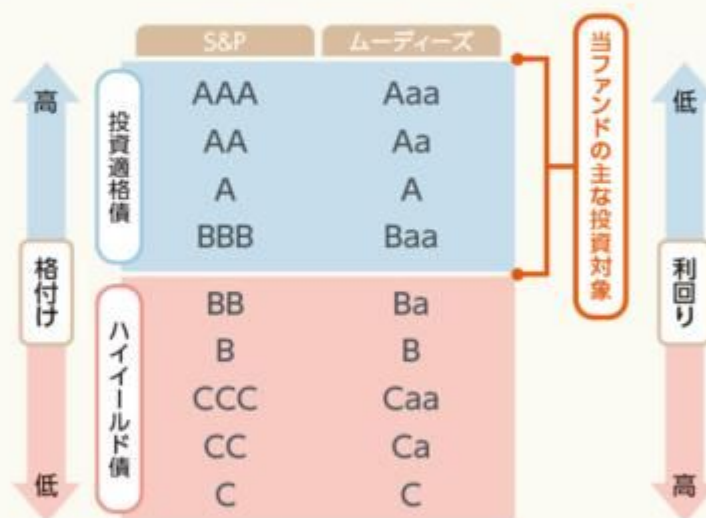 S&P ムーディーズ
高
格付け
低
投資適格債
AAA Aaa
AA Aa
A A
BBB Baa
ハイイールド債
BB Ba
B B
CCC Caa
CC Ca
C C
当ファンドの主な投資対象
低
利回り
高